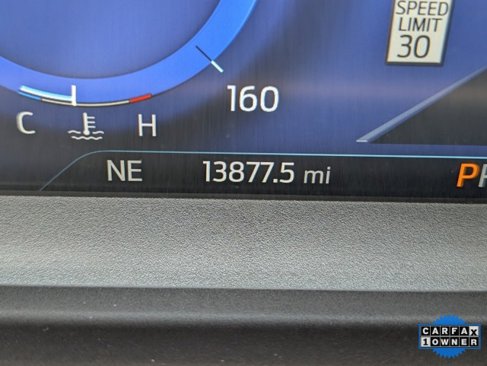 SPEED
LIMIT
30
160
C H
NE 13877.5 mi
CARFAX
1 OWNER